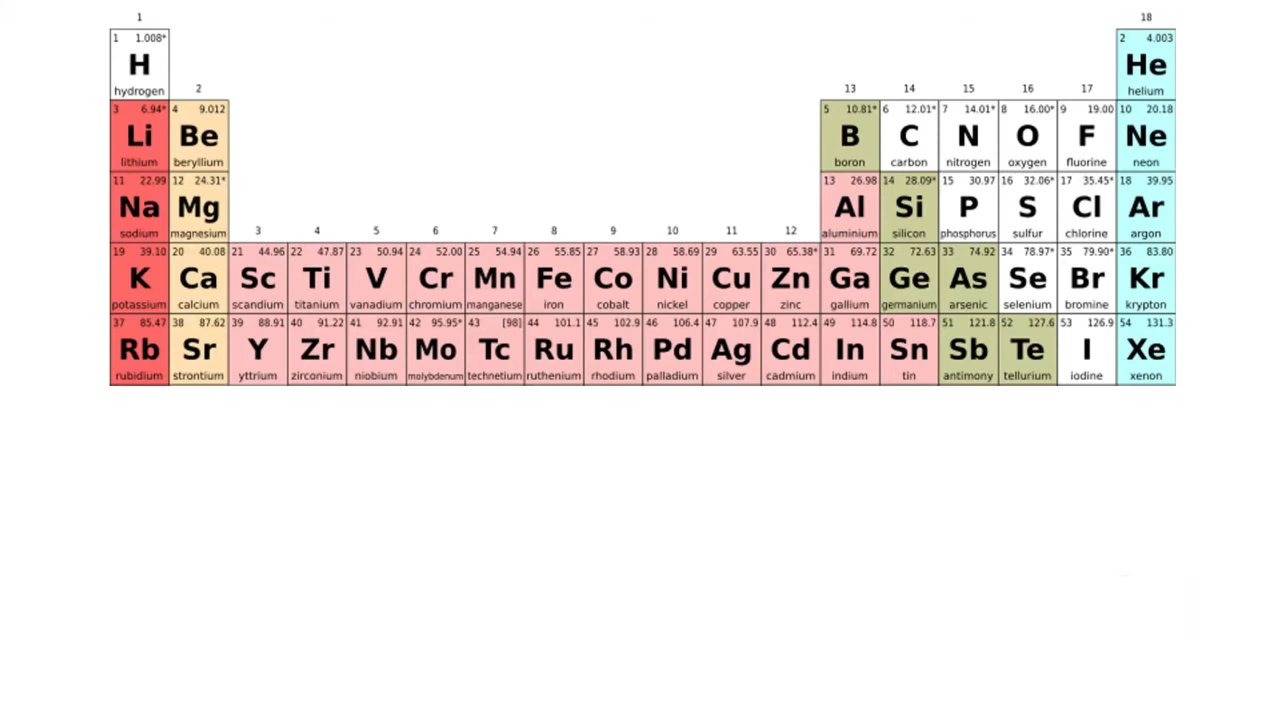 1 18
1 1.008* 2 4.003
H He
hydrogen 2 13 14 15 16 17 helium
3 6.94* 4 9.012 5 10.81* 6 12.01* 7 14.01* 8 16.00* 9 19.00 10 20.18
Li Be B C N O F Ne
lithium beryllium boron carbon nitrogen oxygen fluorine neon
11 22.99 12 24.31* 13 26.98 14 28.09* 15 30.97 16 32.06* 17 35.45* 18 39.95
Na Mg Al Si P S Cl Ar
sodium magnesium 3 4 5 6 7 8 9 10 11 12 aluminium silicon phosphorus sulfur chlorine argon
19 39.10 20 40.08 21 44.96 22 47.87 23 50.94 24 52.00 25 54.94 26 55.85 27 58.93 28 58.69 29 63.55 30 65.38* 31 69.72 32 72.63 33 74.92 34 78.97* 35 79.90* 36 83.80
K Ca Sc Ti V Cr Mn Fe Co Ni Cu Zn Ga Ge As Se Br Kr
potassium calcium scandium titanium vanadium chromium manganese iron cobalt nickel copper zinc gallium germanium arsenic selenium bromine krypton
37 85.47 38 87.62 39 88.91 40 91.22 41 92.91 42 95.95* 43 [98] 44 101.1 45 102.9 46 106.4 47 107.9 48 112.4 49 114.8 50 118.7 51 121.8 52 127.6 53 126.9 54 131.3
Rb Sr Y Zr Nb Mo Tc Ru Rh Pd Ag Cd In Sn Sb Te I Xe
rubidium strontium yttrium zirconium niobium molybdenum technetium ruthenium rhodium palladium silver cadmium indium tin antimony tellurium iodine xenon